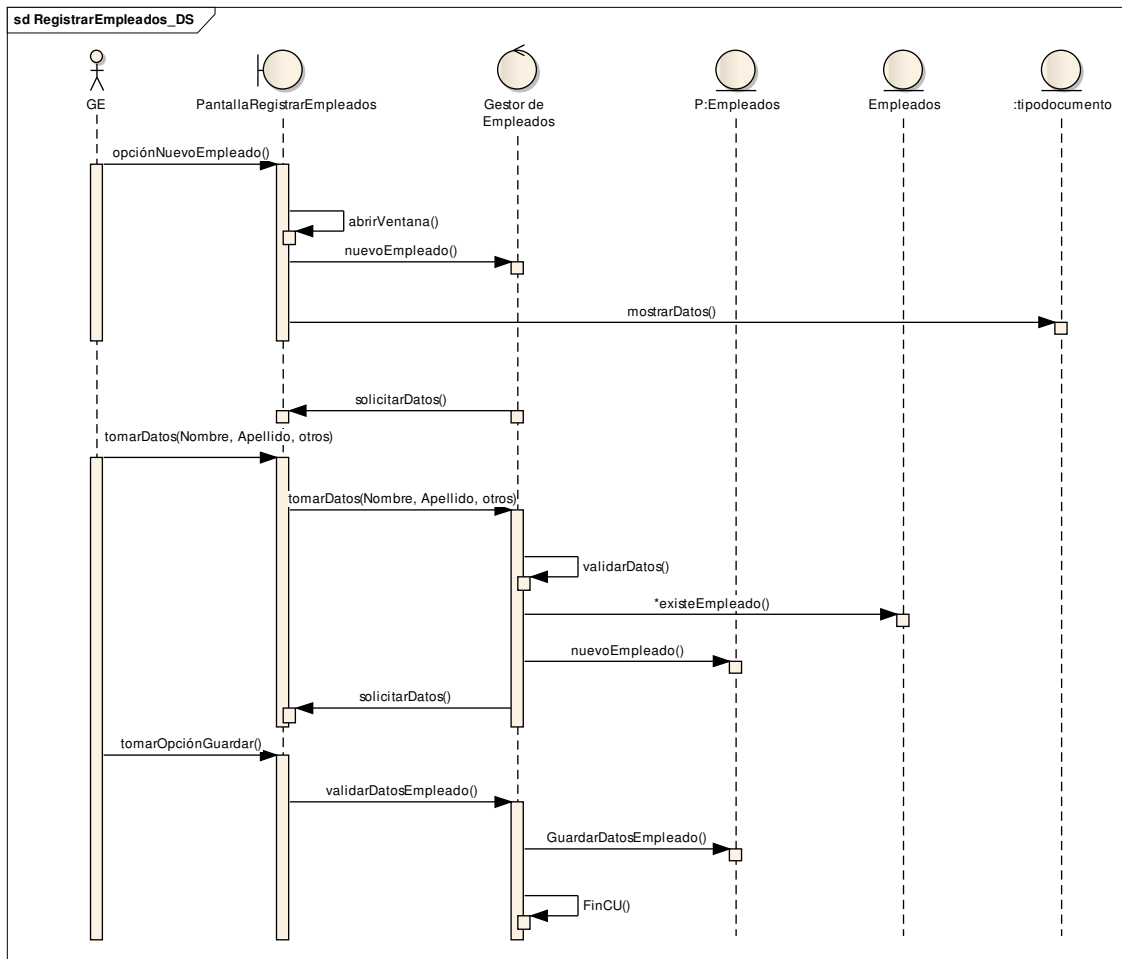 sd RegistrarEmpleados_DS
GE
PantallaRegistrarEmpleados
Gestor de
Empleados
P:Empleados
Empleados
:tipodocumento
opciónNuevoEmpleado()
abrirVentana()
nuevoEmpleado()
mostrarDatos()
solicitarDatos()
tomarDatos(Nombre, Apellido, otros)
tomarDatos(Nombre, Apellido, otros)
validarDatos()
*existeEmpleado()
nuevoEmpleado()
solicitarDatos()
tomarOpciónGuardar()
validarDatosEmpleado()
GuardarDatosEmpleado()
FinCU()